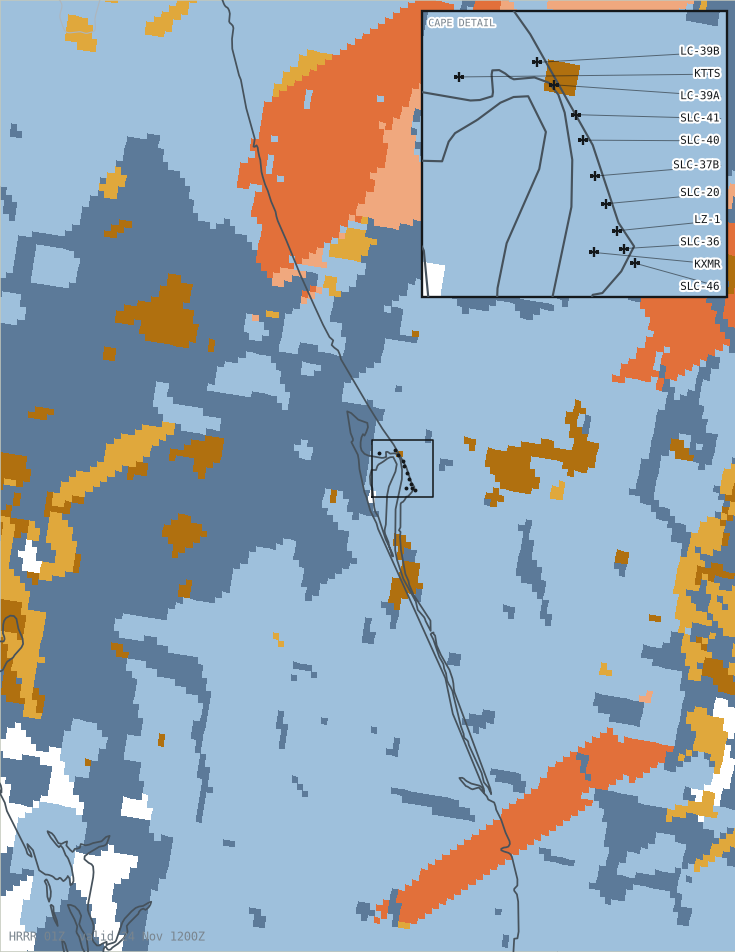 CAPE DETAIL
LC-39B
KTTS
LC-39A
SLC-41
SLC-40
SLC-37B
SLC-20
LZ-1
SLC-36
KXMR
SLC-46
HRRR Nov 1200Z